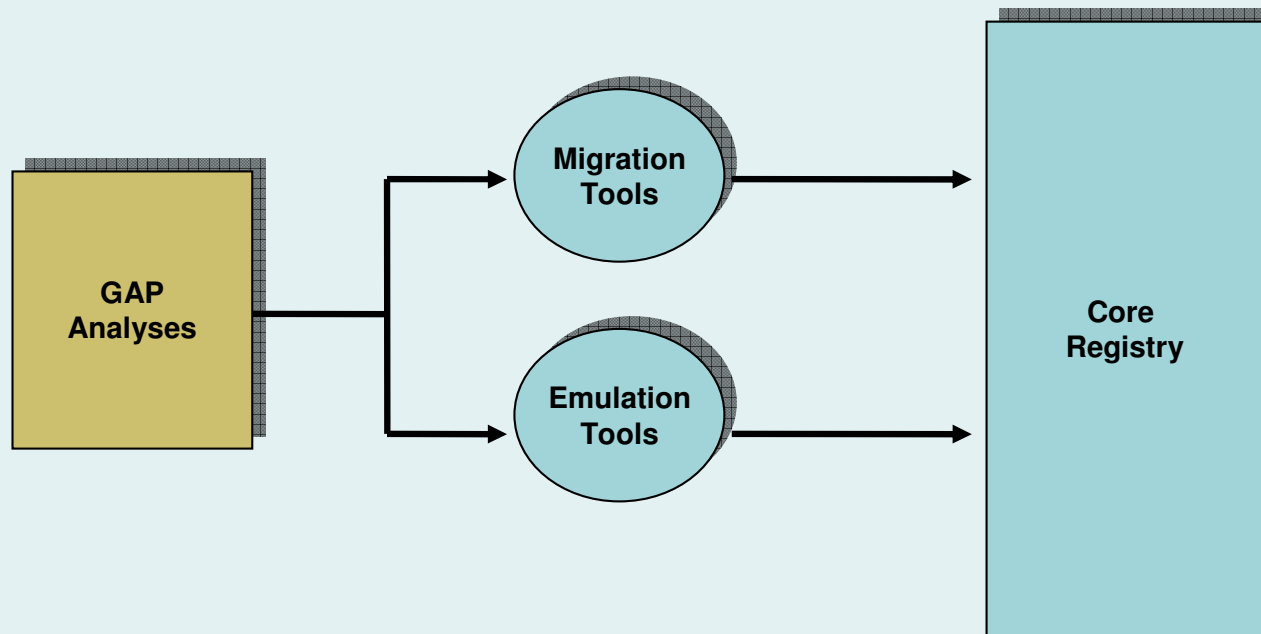 GAP
Analyses
Migration
Tools
Emulation
Tools
Core
Registry